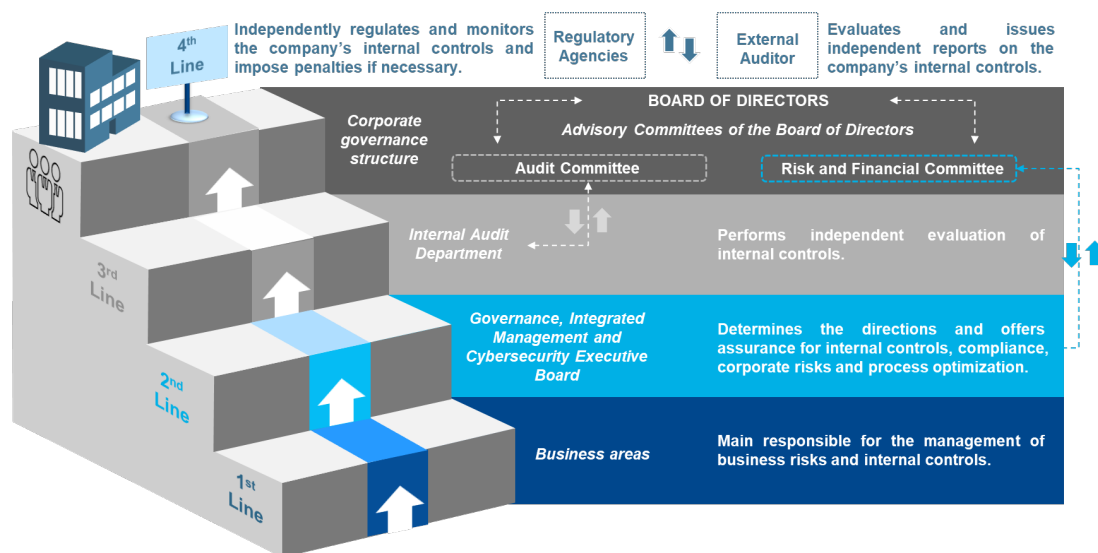 4th
Line
Independently regulates and monitors
the company's internal controls and
impose penalties if necessary.
Regulatory
Agencies
External
Auditor
Evaluates and issues
independent reports on the
company's internal controls.
Corporate
governance
structure
BOARD OF DIRECTORS
Advisory Committees of the Board of Directors
Audit Committee
Risk and Financial Committee
3rd
Line
Internal Audit
Department
Performs independent evaluation of
internal controls.
2nd
Line
Governance, Integrated
Management and
Cybersecurity Executive
Board
Determines the directions and offers
assurance for internal controls, compliance,
corporate risks and process optimization.
1st
Line
Business areas
Main responsible for the management of
business risks and internal controls.